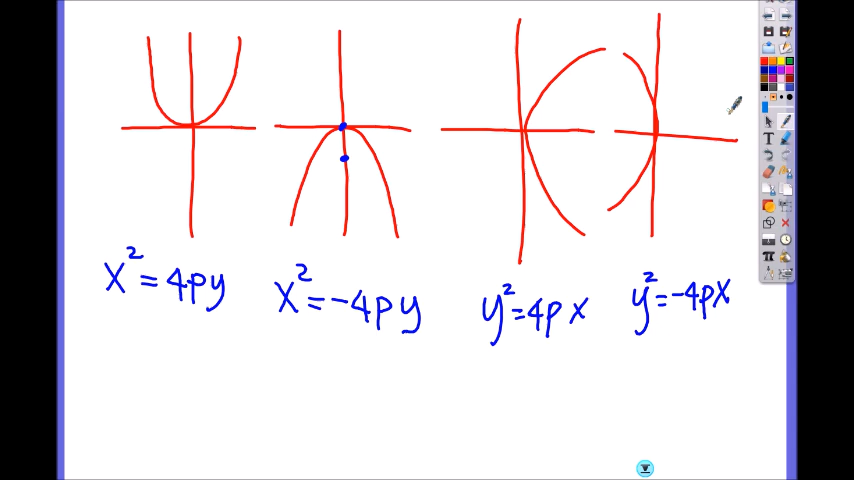 x² = 4py
x² = -4py
y² = 4px
y² = -4px